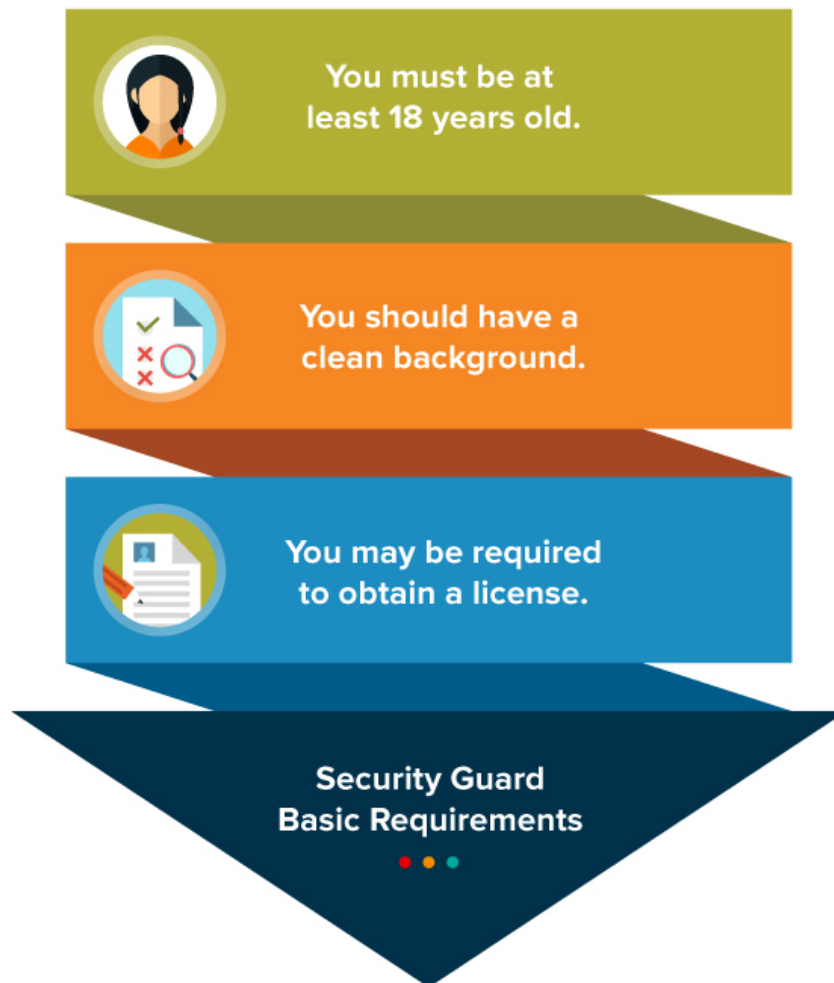 You must be at
least 18 years old.
You should have a
clean background.
You may be required
to obtain a license.
Security Guard
Basic Requirements